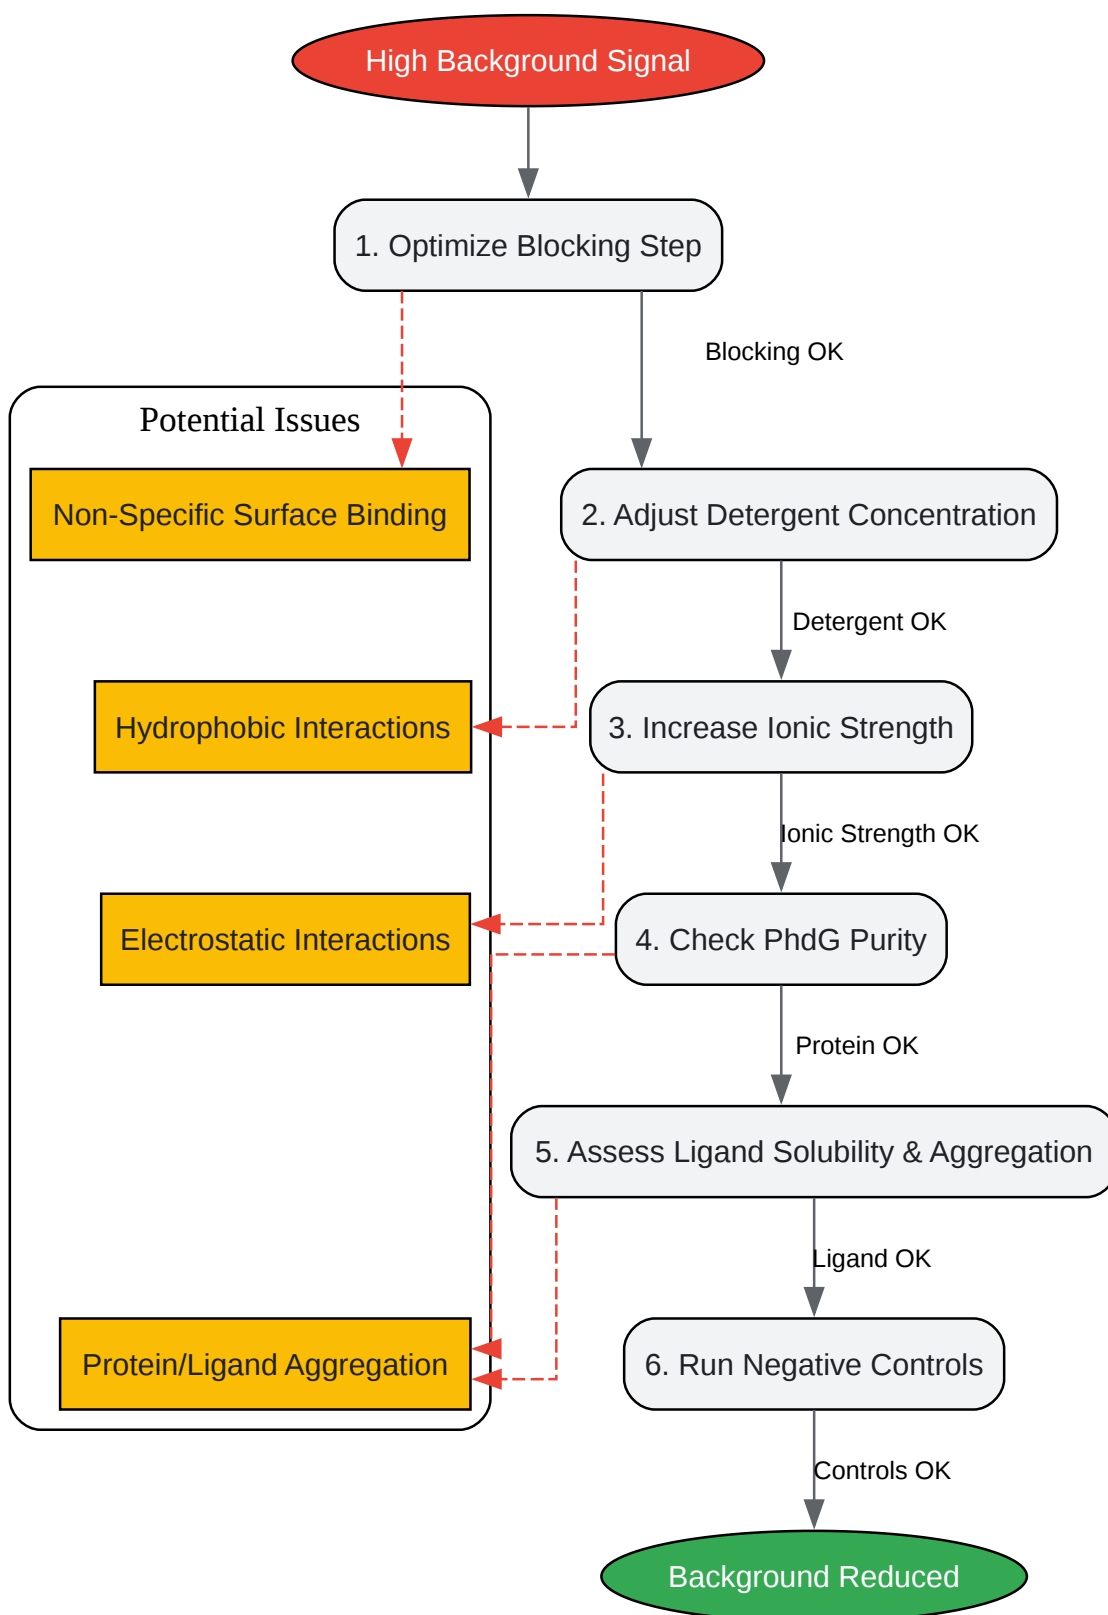 High Background Signal
1. Optimize Blocking Step
Blocking OK
Potential Issues
Non-Specific Surface Binding
2. Adjust Detergent Concentration
Detergent OK
Hydrophobic Interactions
3. Increase Ionic Strength
Ionic Strength OK
Electrostatic Interactions
4. Check PhdG Purity
Protein OK
5. Assess Ligand Solubility & Aggregation
Ligand OK
Protein/Ligand Aggregation
6. Run Negative Controls
Controls OK
Background Reduced